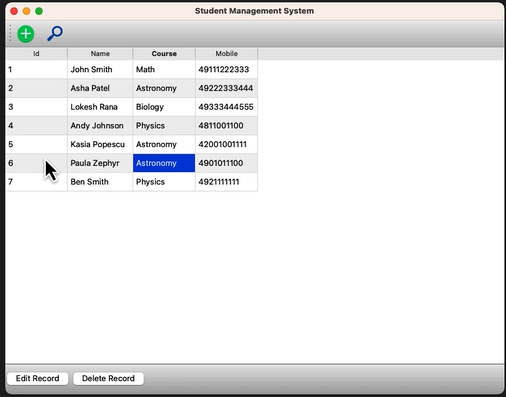 Student Management System
Id Name Course Mobile
1 John Smith Math 49111222333
2 Asha Patel Astronomy 49222333444
3 Lokesh Rana Biology 49333444555
4 Andy Johnson Physics 4811001100
5 Kasia Popescu Astronomy 42001001111
6 Paula Zephyr Astronomy 4901011100
7 Ben Smith Physics 4921111111
Edit Record Delete Record